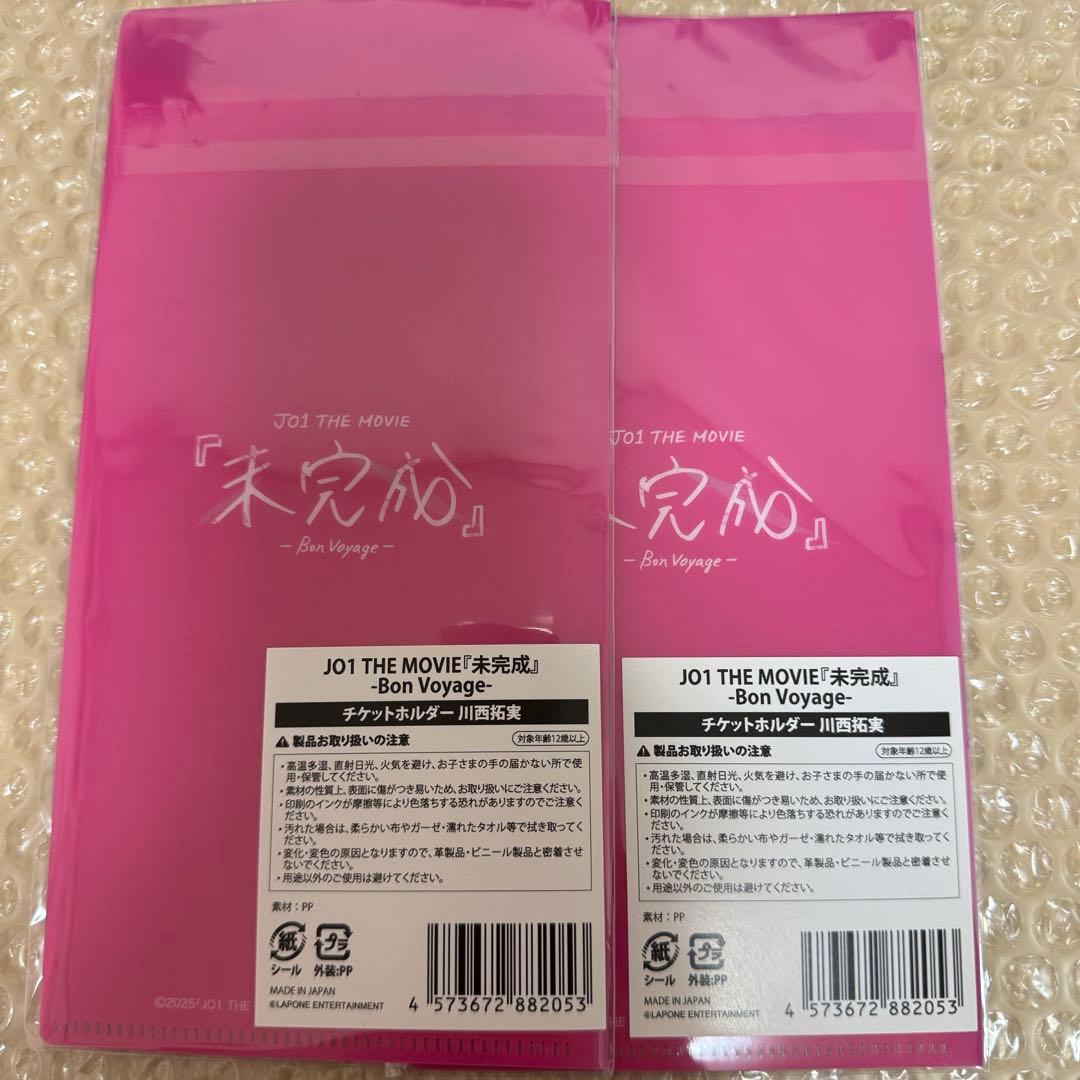 JO1 THE MOVIE
『未完成』
- Bon Voyage -
JO1 THE MOVIE『未完成』
-Bon Voyage-
チケットホルダー 川西拓実
製品お取り扱いの注意
対象年齢12歳以上
・高温多湿、直射日光、火気を避け、お子さまの手の届かない所で使
用・保管してください。
・素材の性質上、表面に傷がつき易いため、お取り扱いにご注意ください。
・印刷のインクが摩擦等により色落ちする恐れがありますのでご注意く
ださい。
・汚れた場合は、柔らかい布やガーゼ・濡れたタオル等で拭き取ってく
ださい。
・変化・変色の原因となりますので、革製品・ビニール製品と密着させ
ないでください。
・用途以外のご使用は避けてください。
素材：PP
紙
シール
プラ
外装:PP
MADE IN JAPAN
©LAPONE ENTERTAINMENT
4 573672 882053
©2025「JO1 THE
JO1 THE MOVIE
完成』
- Bon Voyage -
JO1 THE MOVIE『未完成』
-Bon Voyage-
チケットホルダー 川西拓実
製品お取り扱いの注意
対象年齢12歳以上
・高温多湿、直射日光、火気を避け、お子さまの手の届かない所で使
用・保管してください。
・素材の性質上、表面に傷がつき易いため、お取り扱いにご注意ください。
・印刷のインクが摩擦等により色落ちする恐れがありますのでご注意く
ださい。
・汚れた場合は、柔らかい布やガーゼ・濡れたタオル等で拭き取ってく
ださい。
・変化・変色の原因となりますので、革製品・ビニール製品と密着させ
ないでください。
・用途以外のご使用は避けてください。
素材：PP
紙
シール
プラ
外装:PP
MADE IN JAPAN
©LAPONE ENTERTAINMENT
4 573672 882053